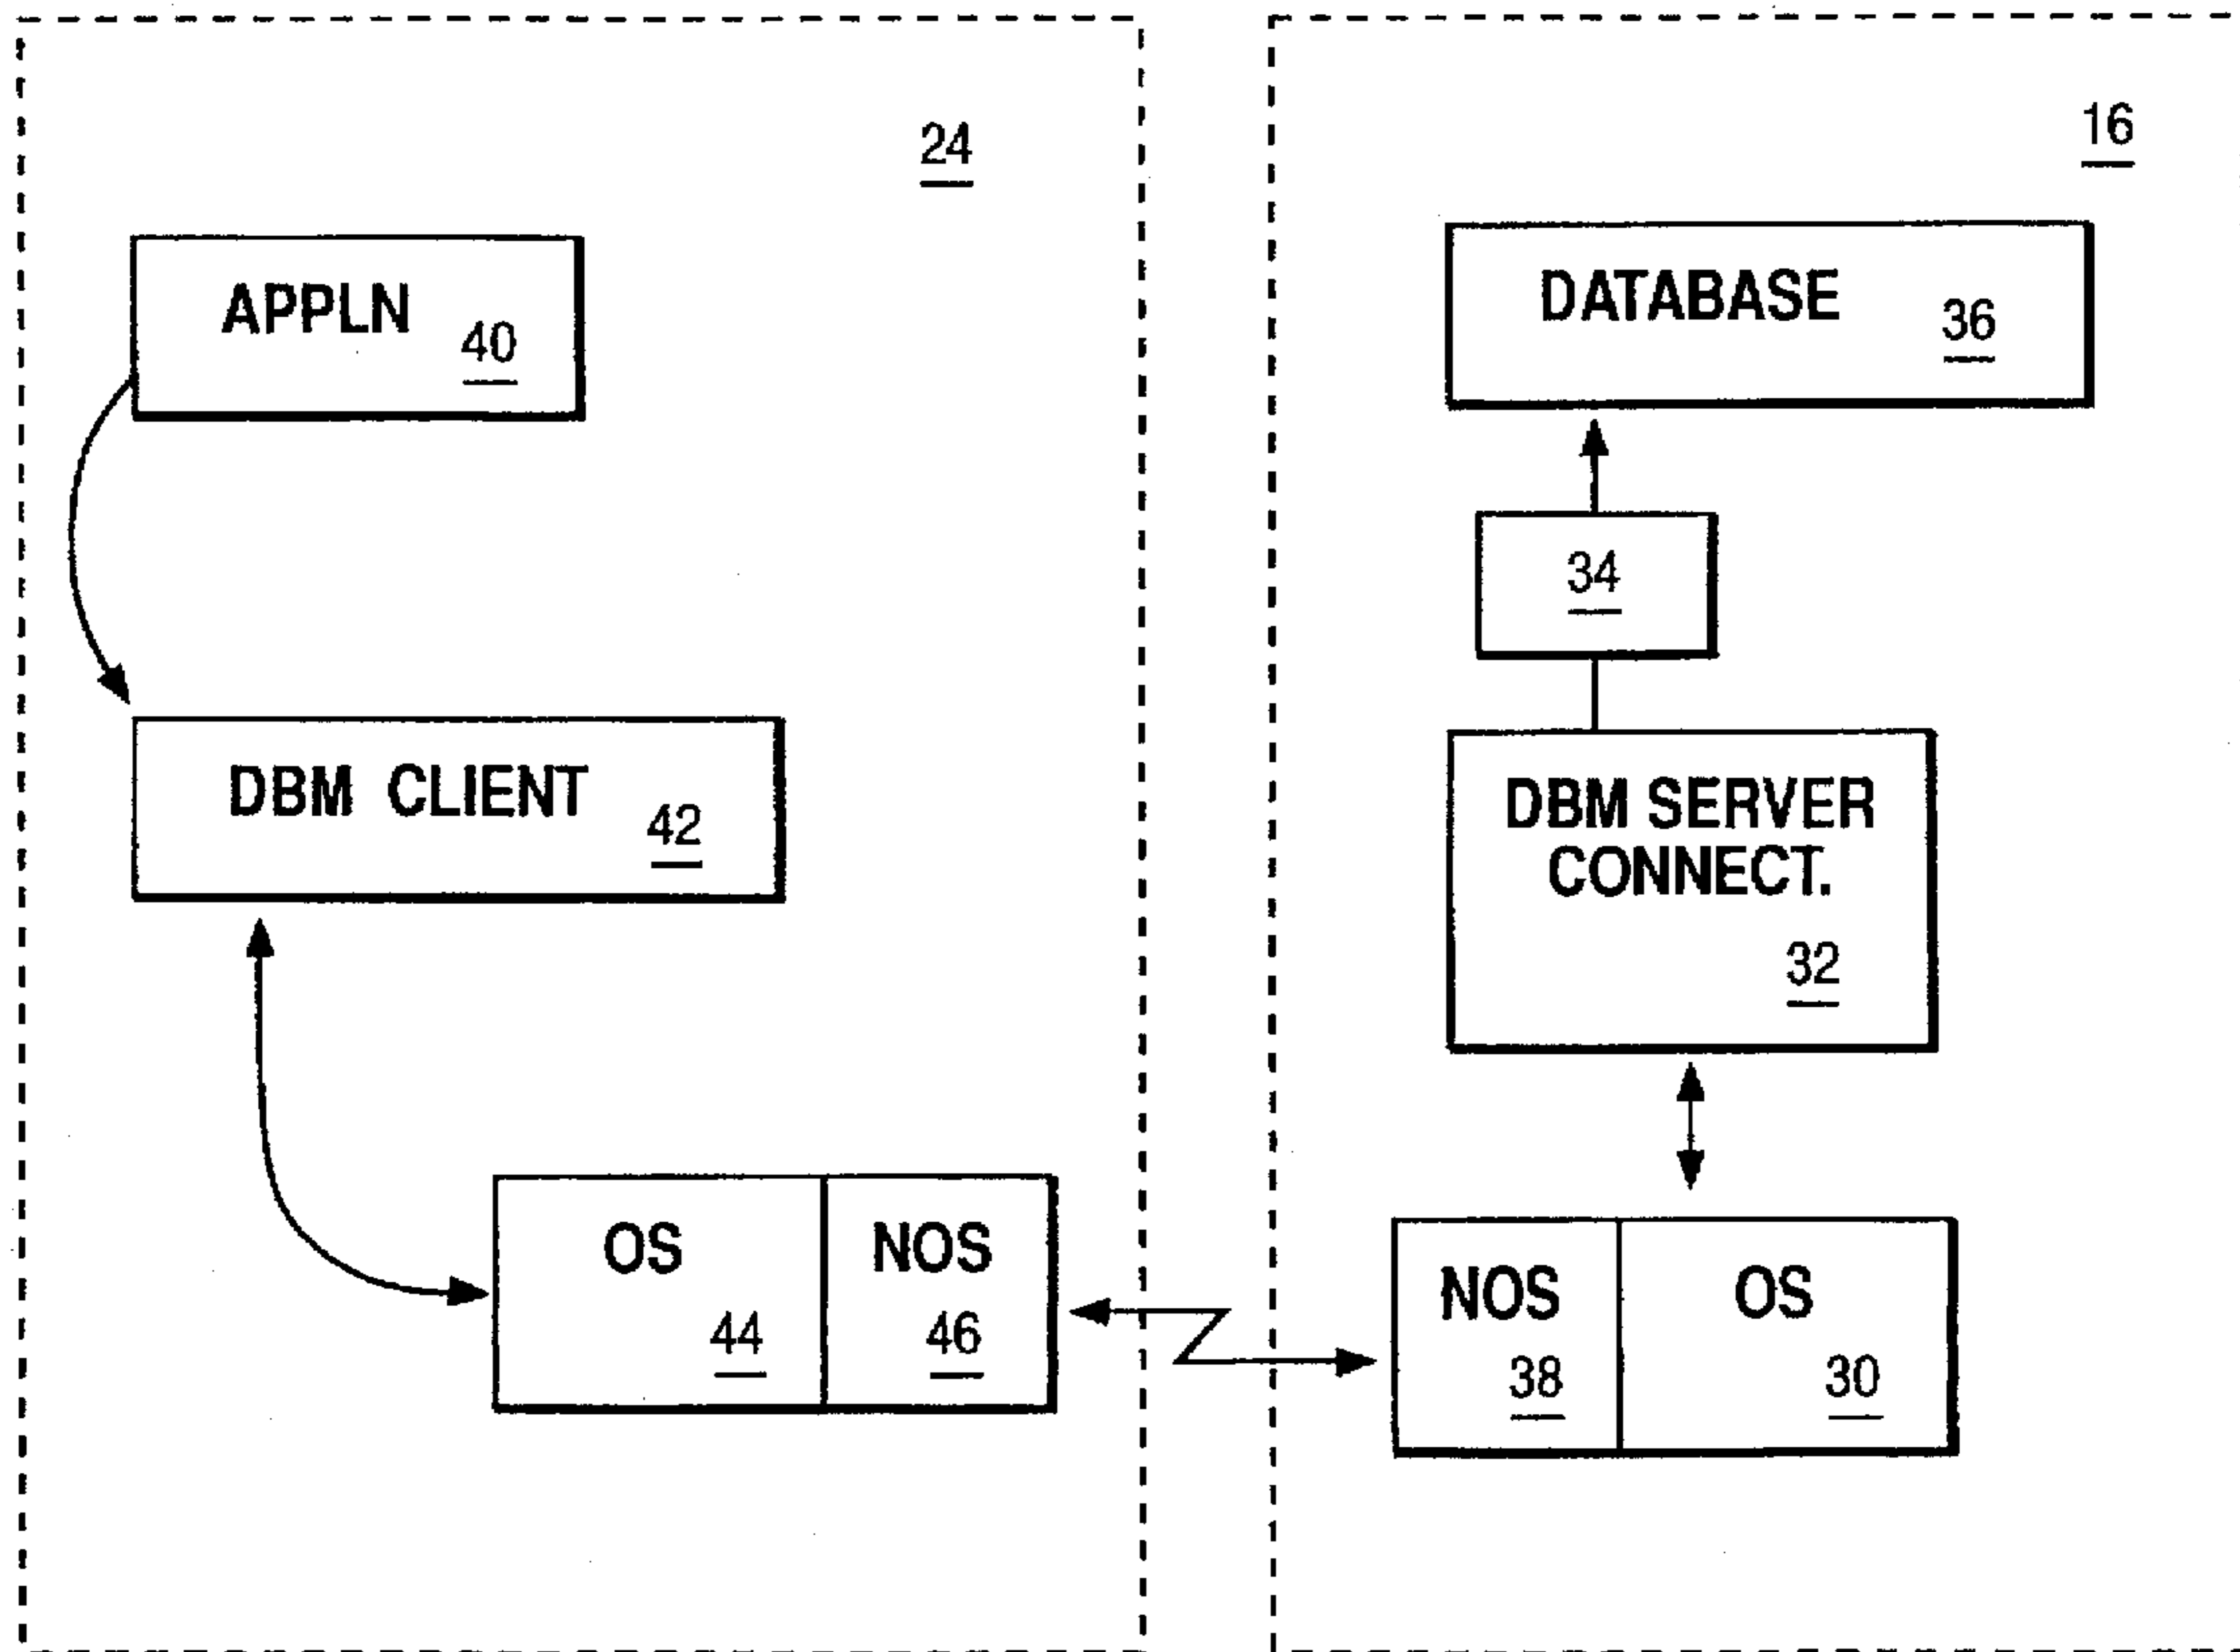 24
APPLN
40
DBM CLIENT
42
OS
44
NOS
46
16
DATABASE
36
34
DBM SERVER
CONNECT.
32
NOS
38
OS
30